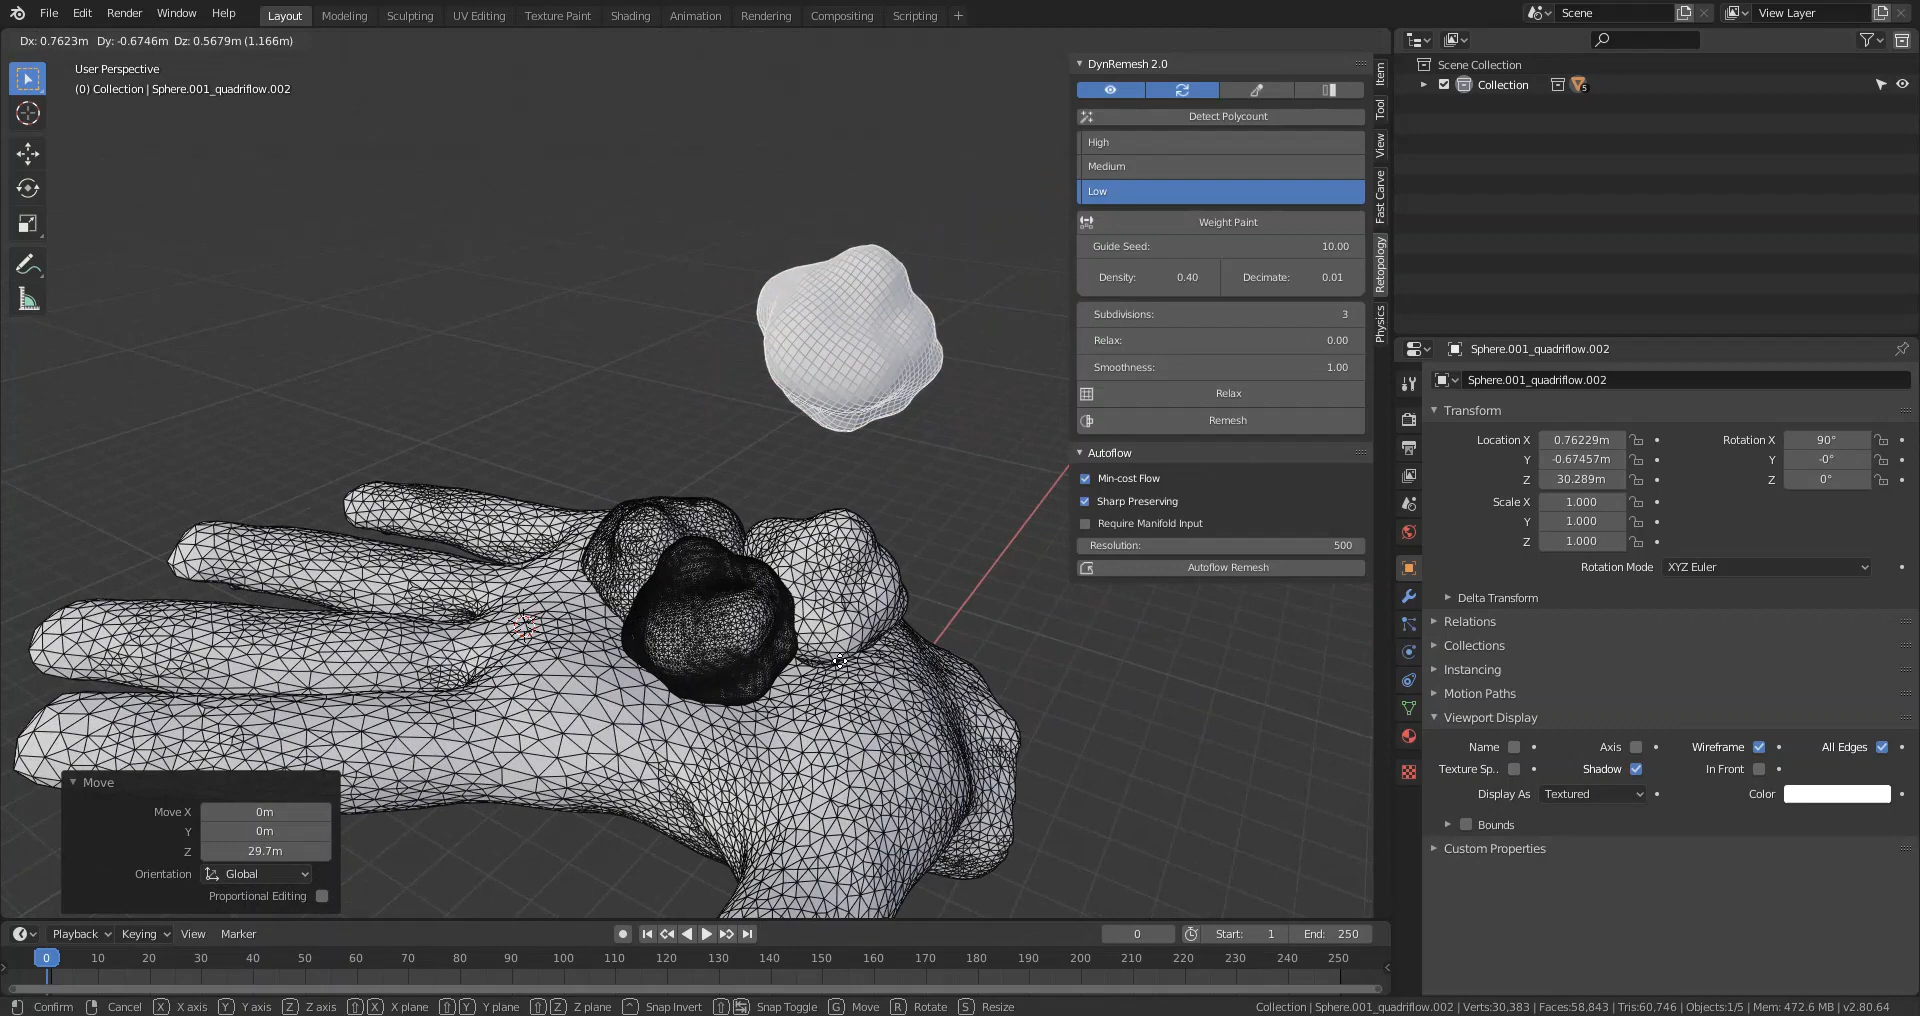 File Edit Render Window Help Layout Modeling Sculpting UV Editing Texture Paint Shading Animation Rendering Compositing Scripting + Scene View Layer
Dx: 0.7623m Dy: -0.6746m Dz: 0.5679m (1.166m)
User Perspective
(0) Collection | Sphere.001_quadriflow.002
DynRemesh 2.0
Detect Polycount
High
Medium
Low
Weight Paint
Guide Seed: 10.00
Density: 0.40 Decimate: 0.01
Subdivisions: 3
Relax: 0.00
Smoothness: 1.00
Relax
Remesh
Autoflow
Min-cost Flow
Sharp Preserving
Require Manifold Input
Resolution: 500
Autoflow Remesh
Item
Tool
View
Fast Carve
Retopology
Physics
Scene Collection
Collection 5
Sphere.001_quadriflow.002
Sphere.001_quadriflow.002
Transform
Location X 0.76229m Rotation X 90°
Y -0.67457m Y -0°
Z 30.289m Z 0°
Scale X 1.000
Y 1.000
Z 1.000
Rotation Mode XYZ Euler
Delta Transform
Relations
Collections
Instancing
Motion Paths
Viewport Display
Name Axis Wireframe All Edges
Texture Sp.. Shadow In Front
Display As Textured Color
Bounds
Custom Properties
Move
Move X 0m
Y 0m
Z 29.7m
Orientation Global
Proportional Editing
Playback Keying View Marker 0 Start: 1 End: 250
0 10 20 30 40 50 60 70 80 90 100 110 120 130 140 150 160 170 180 190 200 210 220 230 240 250
Confirm Cancel X X axis Y Y axis Z Z axis X X plane Y Y plane Z Z plane Snap Invert Snap Toggle G Move R Rotate S Resize Collection | Sphere.001_quadriflow.002 | Verts:30,383 | Faces:58,843 | Tris:60,746 | Objects:1/5 | Mem: 472.6 MB | v2.80.64